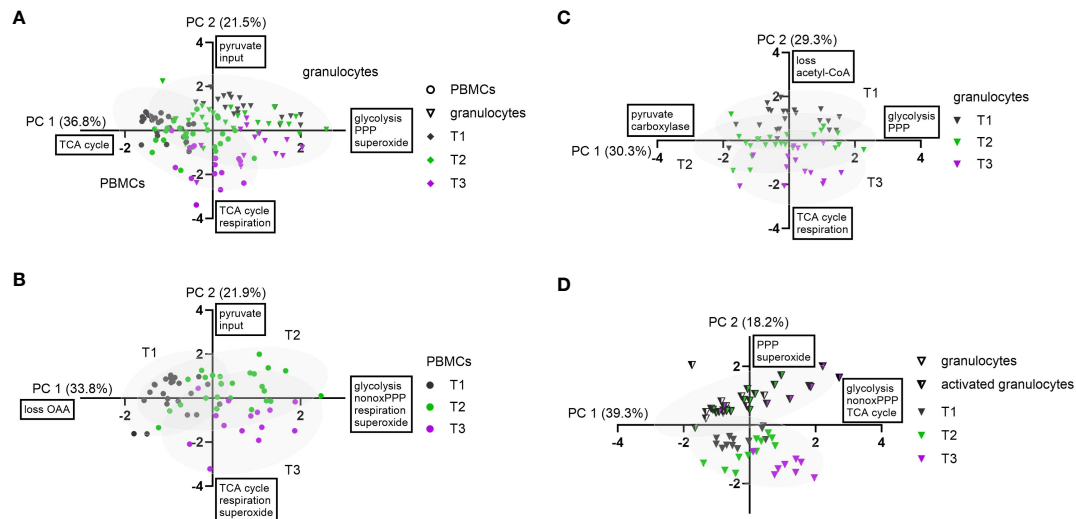 A
PC 2 (21.5%)
4
pyruvate
input
granulocytes
2
PC 1 (36.8%)
TCA cycle
-2
2
glycolysis
PPP
superoxide
PBMCs
-2
-4
TCA cycle
respiration
PBMCs
granulocytes
T1
T2
T3
B
PC 2 (21.9%)
4
pyruvate
input
T2
T1
2
PC 1 (33.8%)
loss OAA
-2
2
glycolysis
nonoxPPP
respiration
superoxide
-2
T3
-4
TCA cycle
respiration
superoxide
PBMCs
T1
T2
T3
C
PC 2 (29.3%)
4
loss
acetyl-CoA
2
T1
pyruvate
carboxylase
glycolysis
PPP
PC 1 (30.3%)
-4
-2
2
4
T2
T3
-2
-4
TCA cycle
respiration
granulocytes
T1
T2
T3
D
PC 2 (18.2%)
PPP
superoxide
2
glycolysis
nonoxPPP
TCA cycle
PC 1 (39.3%)
-4
-2
2
4
-2
granulocytes
activated granulocytes
T1
T2
T3